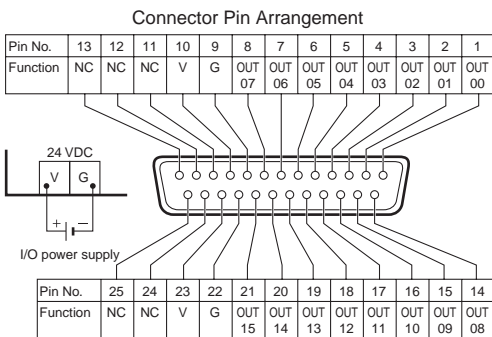 Connector Pin Arrangement
Pin No. 13 12 11 10 9 8 7 6 5 4 3 2 1
Function NC NC NC V G OUT 07 OUT 06 OUT 05 OUT 04 OUT 03 OUT 02 OUT 01 OUT 00
24 VDC
V G
+ −
I/O power supply
Pin No. 25 24 23 22 21 20 19 18 17 16 15 14
Function NC NC V G OUT 15 OUT 14 OUT 13 OUT 12 OUT 11 OUT 10 OUT 09 OUT 08